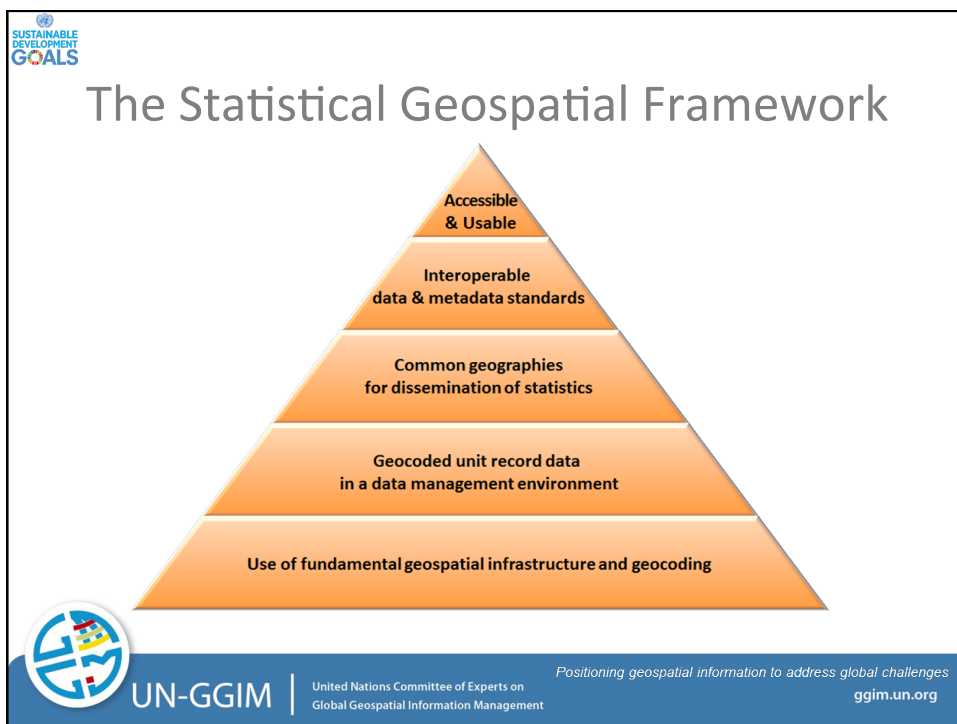 SUSTAINABLE
DEVELOPMENT
GOALS
The Statistical Geospatial Framework
Accessible
& Usable
Interoperable
data & metadata standards
Common geographies
for dissemination of statistics
Geocoded unit record data
in a data management environment
Use of fundamental geospatial infrastructure and geocoding
Positioning geospatial information to address global challenges
UN-GGIM
United Nations Committee of Experts on
Global Geospatial Information Management
ggim.un.org